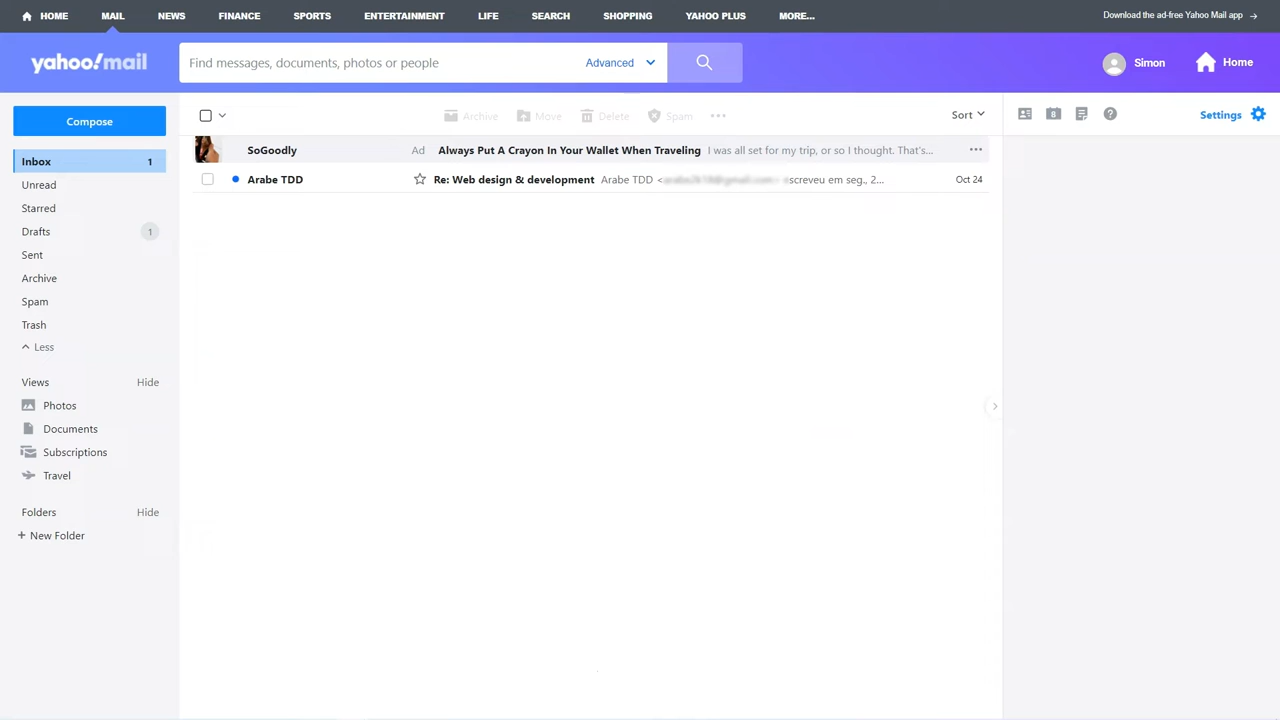 HOME MAIL NEWS FINANCE SPORTS ENTERTAINMENT LIFE SEARCH SHOPPING YAHOO PLUS MORE... Download the ad-free Yahoo Mail app →
yahoo!mail Find messages, documents, photos or people Advanced Simon Home
Compose
Archive Move Delete Spam ••• Sort 8 ? Settings
Inbox 1
SoGoodly Ad Always Put A Crayon In Your Wallet When Traveling I was all set for my trip, or so I thought. That's... •••
Arabe TDD Re: Web design & development Arabe TDD < escreveu em seg., 2... Oct 24
Unread
Starred
Drafts 1
Sent
Archive
Spam
Trash
Less
Views Hide
Photos
Documents
Subscriptions
Travel
Folders Hide
+ New Folder